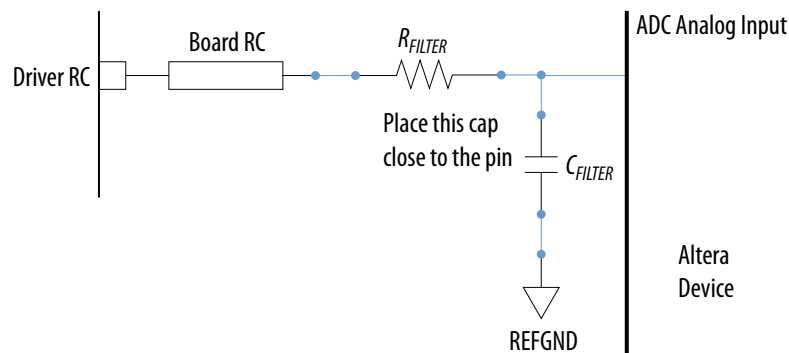 ADC Analog Input
Board RC
R_FILTER
Driver RC
Place this cap
close to the pin
C_FILTER
Altera
Device
REFGND